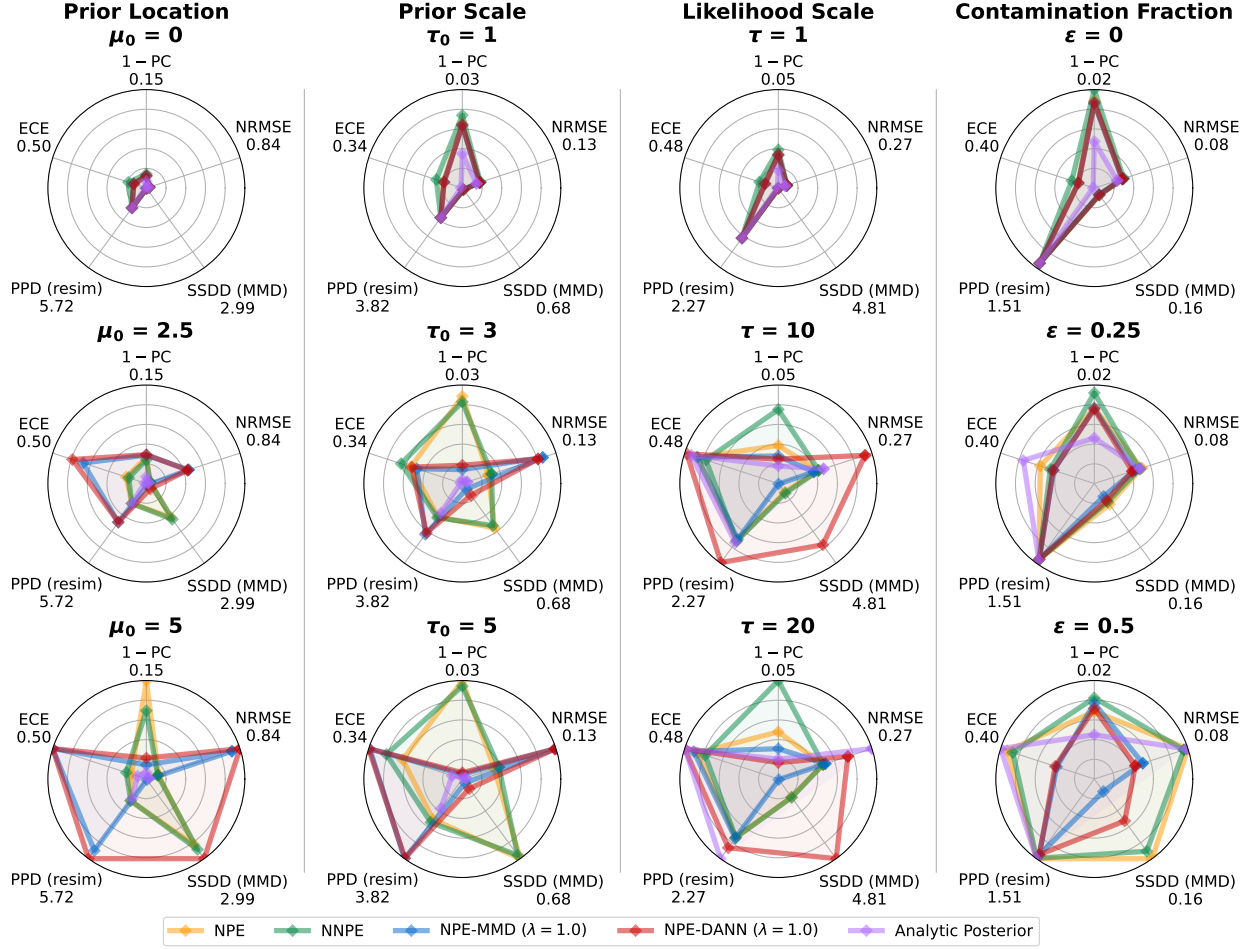 Prior Location
Prior Scale
Likelihood Scale
Contamination Fraction
μ₀ = 0
τ₀ = 1
τ = 1
ε = 0
1 − PC
0.15
NRMSE
0.84
ECE
0.50
PPD (resim)
5.72
SSDD (MMD)
2.99
1 − PC
0.03
NRMSE
0.13
ECE
0.34
PPD (resim)
3.82
SSDD (MMD)
0.68
1 − PC
0.05
NRMSE
0.27
ECE
0.48
PPD (resim)
2.27
SSDD (MMD)
4.81
1 − PC
0.02
NRMSE
0.08
ECE
0.40
PPD (resim)
1.51
SSDD (MMD)
0.16
μ₀ = 2.5
τ₀ = 3
τ = 10
ε = 0.25
1 − PC
0.15
NRMSE
0.84
ECE
0.50
PPD (resim)
5.72
SSDD (MMD)
2.99
1 − PC
0.03
NRMSE
0.13
ECE
0.34
PPD (resim)
3.82
SSDD (MMD)
0.68
1 − PC
0.05
NRMSE
0.27
ECE
0.48
PPD (resim)
2.27
SSDD (MMD)
4.81
1 − PC
0.02
NRMSE
0.08
ECE
0.40
PPD (resim)
1.51
SSDD (MMD)
0.16
μ₀ = 5
τ₀ = 5
τ = 20
ε = 0.5
1 − PC
0.15
NRMSE
0.84
ECE
0.50
PPD (resim)
5.72
SSDD (MMD)
2.99
1 − PC
0.03
NRMSE
0.13
ECE
0.34
PPD (resim)
3.82
SSDD (MMD)
0.68
1 − PC
0.05
NRMSE
0.27
ECE
0.48
PPD (resim)
2.27
SSDD (MMD)
4.81
1 − PC
0.02
NRMSE
0.08
ECE
0.40
PPD (resim)
1.51
SSDD (MMD)
0.16
NPE
NNPE
NPE-MMD (λ = 1.0)
NPE-DANN (λ = 1.0)
Analytic Posterior